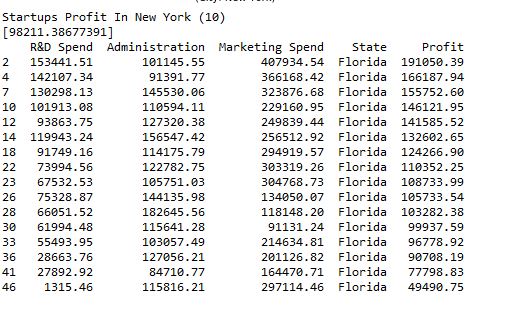 Startups Profit In New York (10)
[98211.38677391]
R&D Spend Administration Marketing Spend State Profit
2 153441.51 101145.55 407934.54 Florida 191050.39
4 142107.34 91391.77 366168.42 Florida 166187.94
7 130298.13 145530.06 323876.68 Florida 155752.60
10 101913.08 110594.11 229160.95 Florida 146121.95
12 93863.75 127320.38 249839.44 Florida 141585.52
14 119943.24 156547.42 256512.92 Florida 132602.65
18 91749.16 114175.79 294919.57 Florida 124266.90
22 73994.56 122782.75 303319.26 Florida 110352.25
23 67532.53 105751.03 304768.73 Florida 108733.99
26 75328.87 144135.98 134050.07 Florida 105733.54
28 66051.52 182645.56 118148.20 Florida 103282.38
30 61994.48 115641.28 91131.24 Florida 99937.59
33 55493.95 103057.49 214634.81 Florida 96778.92
36 28663.76 127056.21 201126.82 Florida 90708.19
41 27892.92 84710.77 164470.71 Florida 77798.83
46 1315.46 115816.21 297114.46 Florida 49490.75